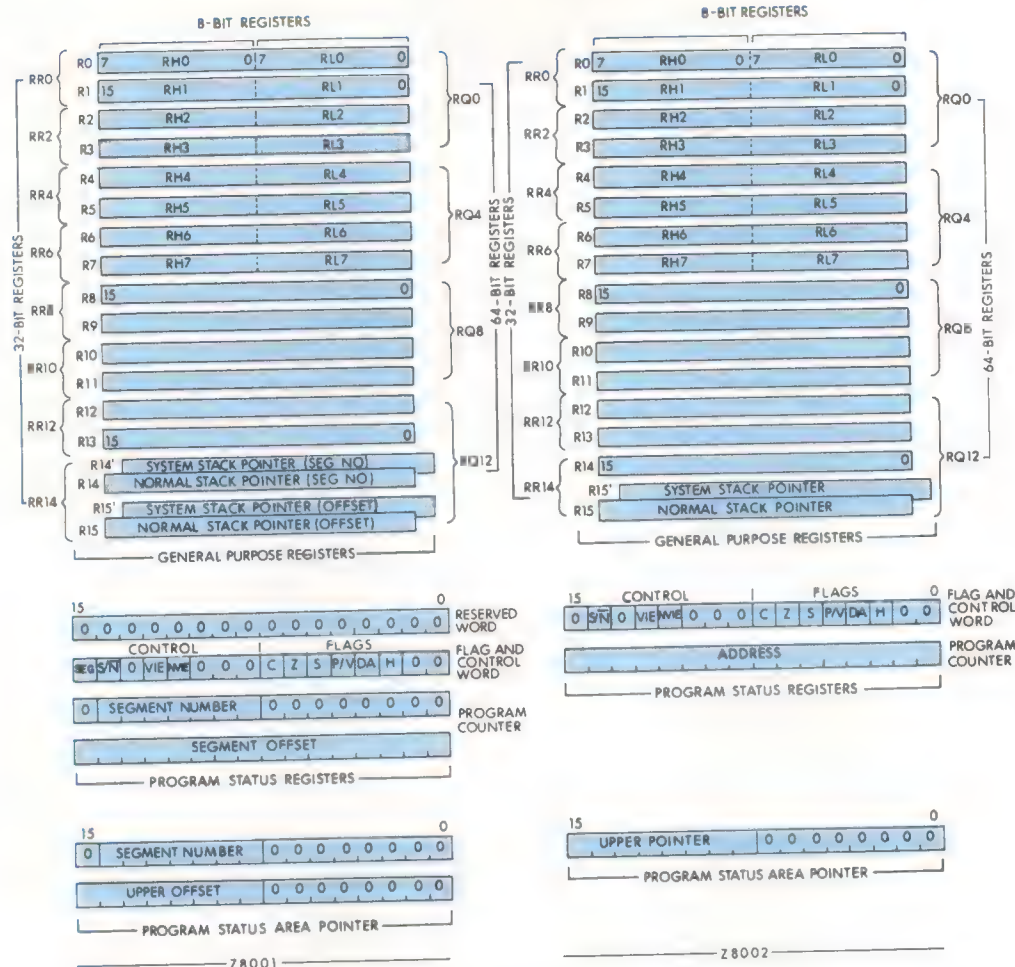 8-BIT REGISTERS
R0 7 RH0 0 7 RL0 0
R1 15 RH1 RL1 0
R2 RH2 RL2
R3 RH3 RL3
R4 RH4 RL4
R5 RH5 RL5
R6 RH6 RL6
R7 RH7 RL7
R8 15 0
R9
R10
R11
R12
R13 15 0
R14' SYSTEM STACK POINTER (SEG NO)
R14 NORMAL STACK POINTER (SEG NO)
R15' SYSTEM STACK POINTER (OFFSET)
R15 NORMAL STACK POINTER (OFFSET)
RR0
RR2
RR4
RR6
RR12
RR14
32-BIT REGISTERS
RQ0
RQ4
RQ8
64-BIT REGISTERS
GENERAL PURPOSE REGISTERS
15 0
0 0 0 0 0 0 0 0 0 0 0 0 0 0 0 0
RESERVED
WORD
CONTROL FLAGS
SEG S/N 0 VIE NVIE 0 0 0 C Z S P/V DA H 0 0
FLAG AND
CONTROL
WORD
0 SEGMENT NUMBER 0 0 0 0 0 0 0 0
SEGMENT OFFSET
PROGRAM
COUNTER
PROGRAM STATUS REGISTERS
15 0
0 SEGMENT NUMBER 0 0 0 0 0 0 0 0
UPPER OFFSET 0 0 0 0 0 0 0 0
PROGRAM STATUS AREA POINTER
Z8001
8-BIT REGISTERS
R0 7 RH0 0 7 RL0 0
R1 15 RH1 RL1 0
R2 RH2 RL2
R3 RH3 RL3
R4 RH4 RL4
R5 RH5 RL5
R6 RH6 RL6
R7 RH7 RL7
R8 15 0
R9
R10
R11
R12
R13
R14 15 0
R15' SYSTEM STACK POINTER
R15 NORMAL STACK POINTER
RR0
RR2
RR4
RR6
RR12
RR14
32-BIT REGISTERS
RQ0
RQ4
RQ12
64-BIT REGISTERS
GENERAL PURPOSE REGISTERS
15 CONTROL FLAGS 0
0 S/N 0 VIE NVIE 0 0 0 C Z S P/V DA H 0 0
FLAG AND
CONTROL
WORD
ADDRESS
PROGRAM
COUNTER
PROGRAM STATUS REGISTERS
15 0
UPPER POINTER 0 0 0 0 0 0 0 0
PROGRAM STATUS AREA POINTER
Z8002